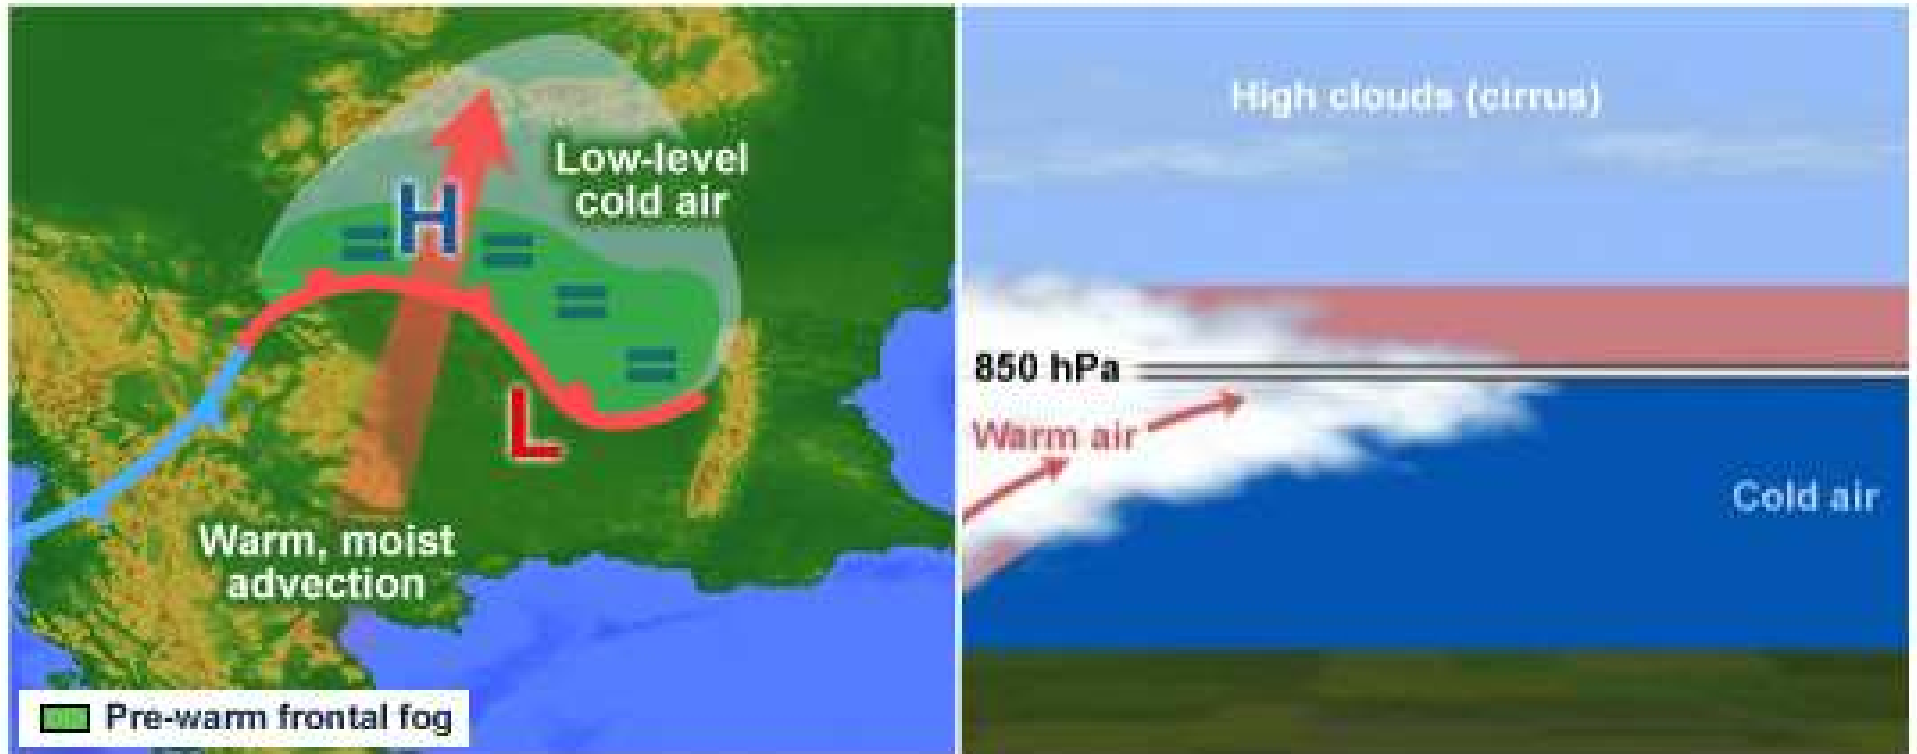 Low-level
cold air
H
L
Warm, moist
advection
Pre-warm frontal fog
High clouds (cirrus)
850 hPa
Warm air
Cold air